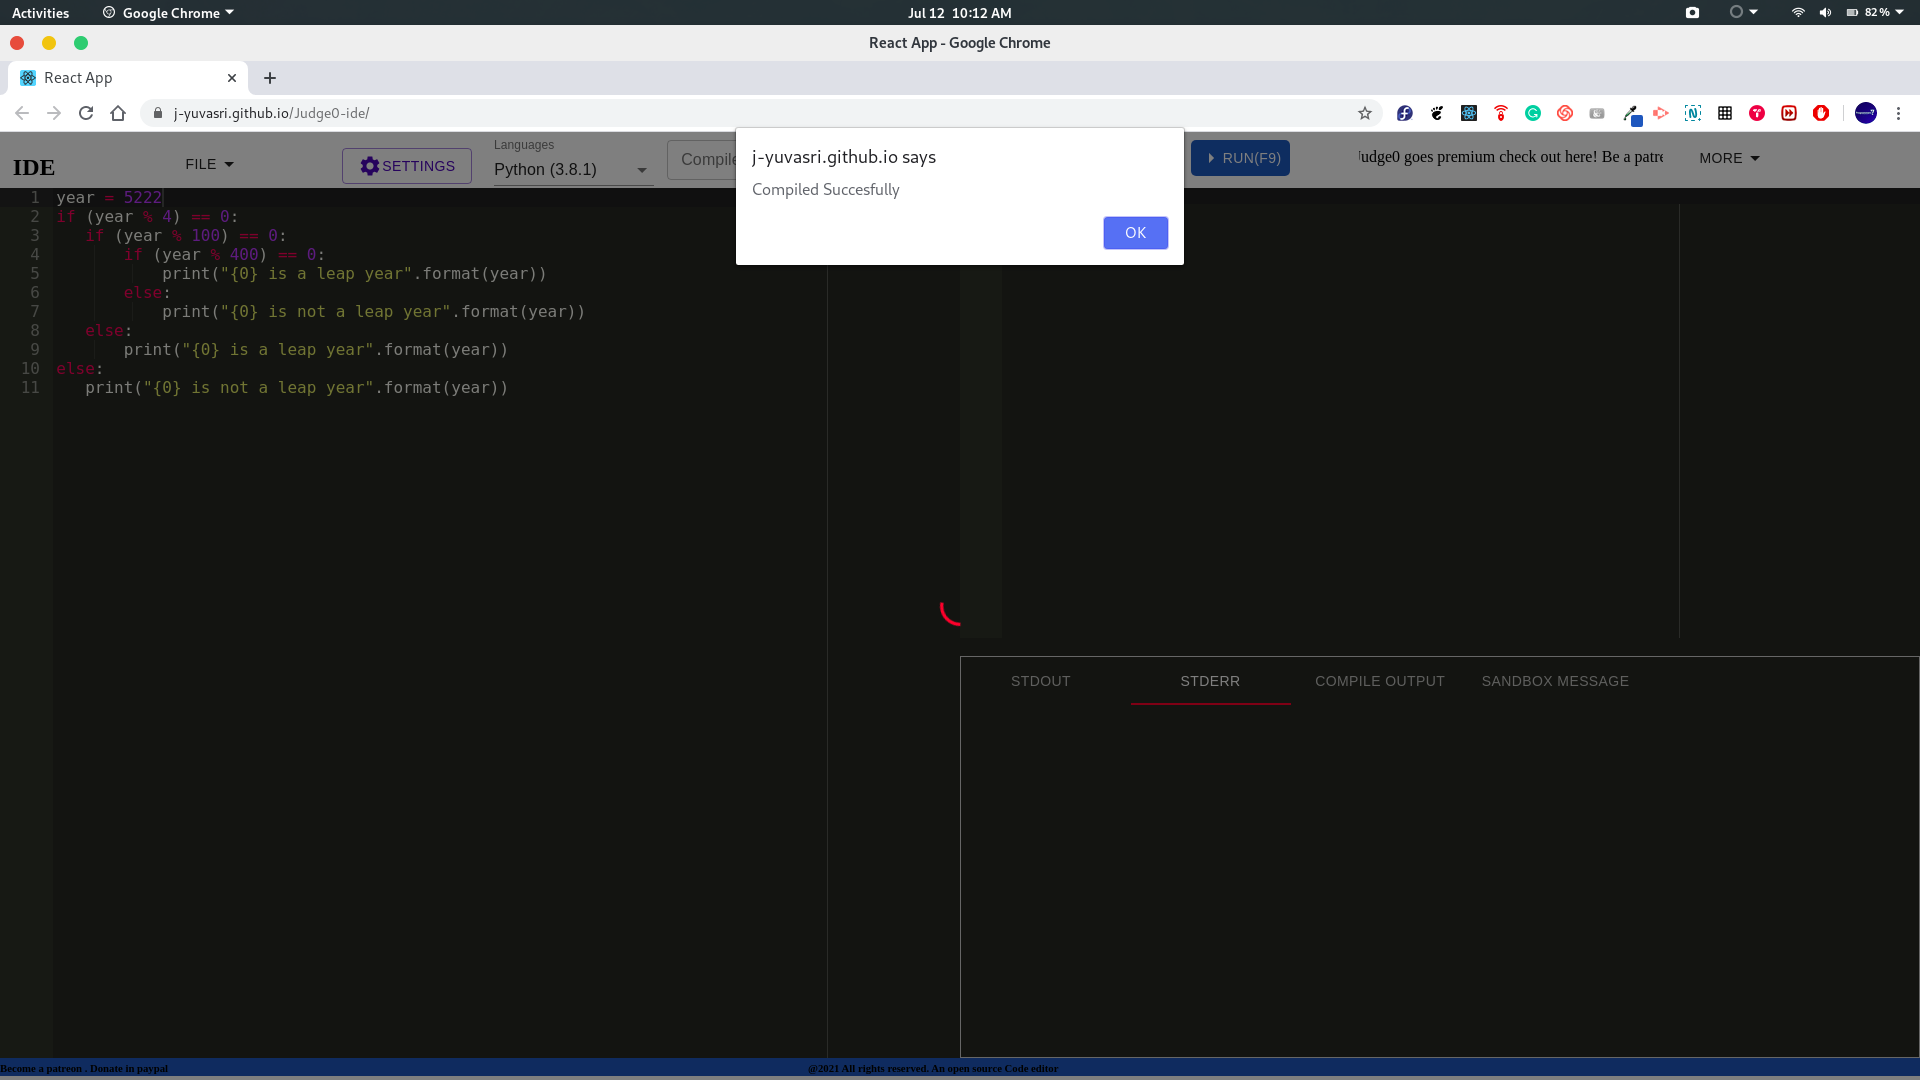 Activities Google Chrome Jul 12 10:12 AM 82%
React App - Google Chrome
React App
j-yuvasri.github.io/Judge0-ide/
IDE FILE SETTINGS Languages Python (3.8.1) Compile RUN(F9) Judge0 goes premium check out here! Be a patre MORE
j-yuvasri.github.io says
Compiled Succesfully
OK
1 year = 5222
2 if (year % 4) == 0:
3    if (year % 100) == 0:
4        if (year % 400) == 0:
5            print("{0} is a leap year".format(year))
6        else:
7            print("{0} is not a leap year".format(year))
8    else:
9        print("{0} is a leap year".format(year))
10 else:
11    print("{0} is not a leap year".format(year))
STDOUT STDERR COMPILE OUTPUT SANDBOX MESSAGE
Become a patreon . Donate in paypal @2021 All rights reserved. An open source Code editor